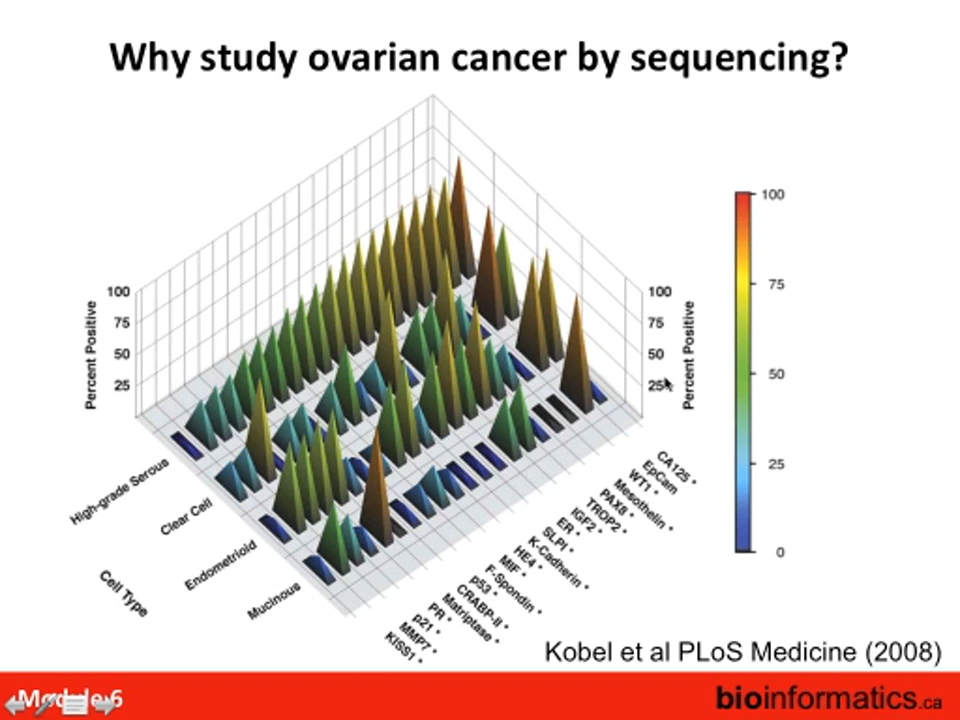 Why study ovarian cancer by sequencing?
100
75
50
25
Percent Positive
100
75
50
25
Percent Positive
100
75
50
25
0
High-grade Serous
Clear Cell
Endometrioid
Mucinous
Cell Type
CA125 *
EpCam
WT1 *
Mesothelin *
PAX8 *
TROP2 *
IGF2 *
ER *
SLPI *
K-Cadherin *
HE4 *
MIF *
F-Spondin *
p53 *
CRABP-II *
Matriptase *
PR *
p21 *
MMP7 *
KISS1 *
Kobel et al PLoS Medicine (2008)
Module 6
bioinformatics.ca